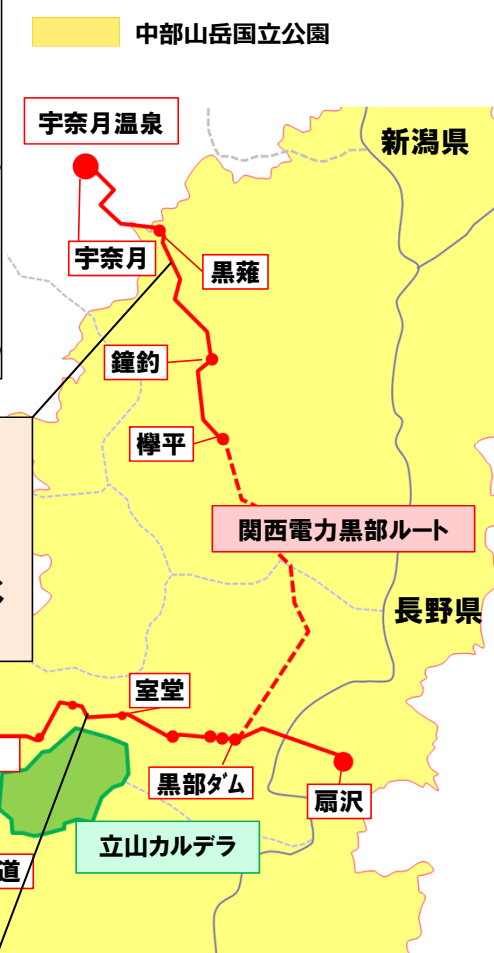 中部山岳国立公園
宇奈月温泉
新潟県
宇奈月
黒薙
鐘釣
欅平
関西電力黒部ルート
長野県
室堂
黒部ダム
扇沢
立山カルデラ
道